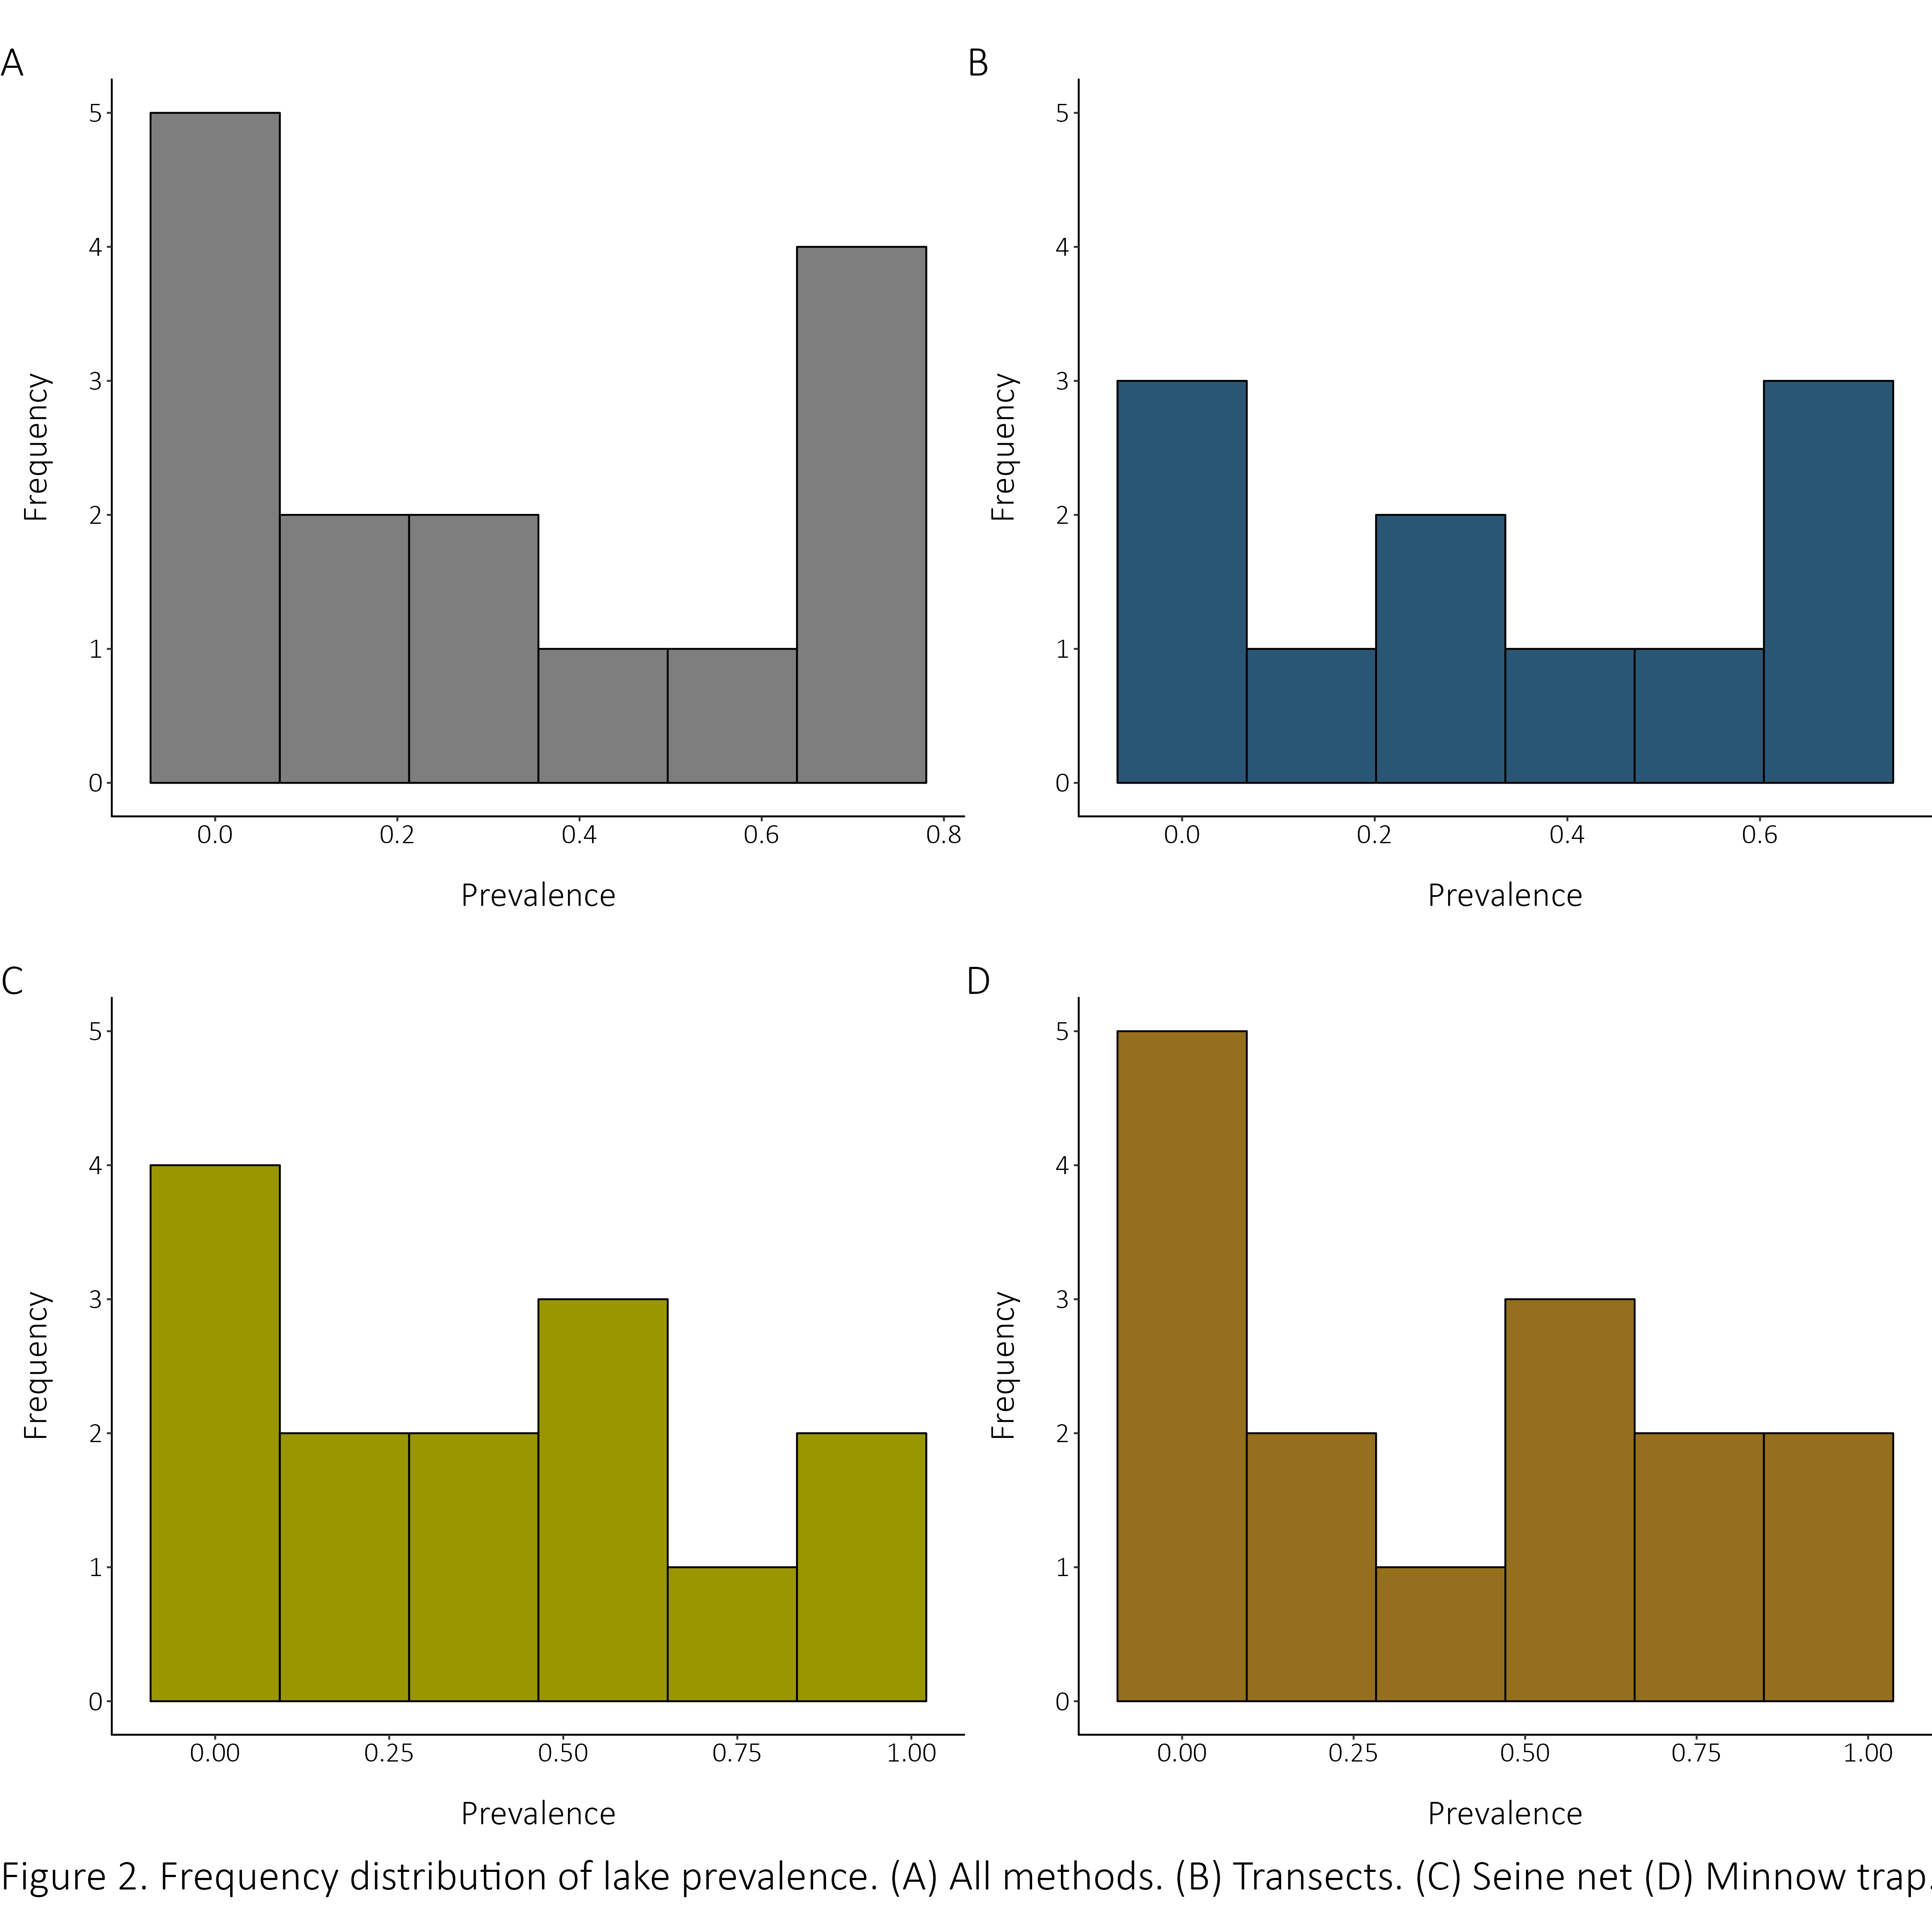 A
5
4
3
2
1
0
Frequency
0.0 0.2 0.4 0.6 0.8
Prevalence
B
5
4
3
2
1
0
Frequency
0.0 0.2 0.4 0.6
Prevalence
C
5
4
3
2
1
0
Frequency
0.00 0.25 0.50 0.75 1.00
Prevalence
D
5
4
3
2
1
0
Frequency
0.00 0.25 0.50 0.75 1.00
Prevalence
Figure 2. Frequency distribution of lake prevalence. (A) All methods. (B) Transects. (C) Seine net (D) Minnow trap.